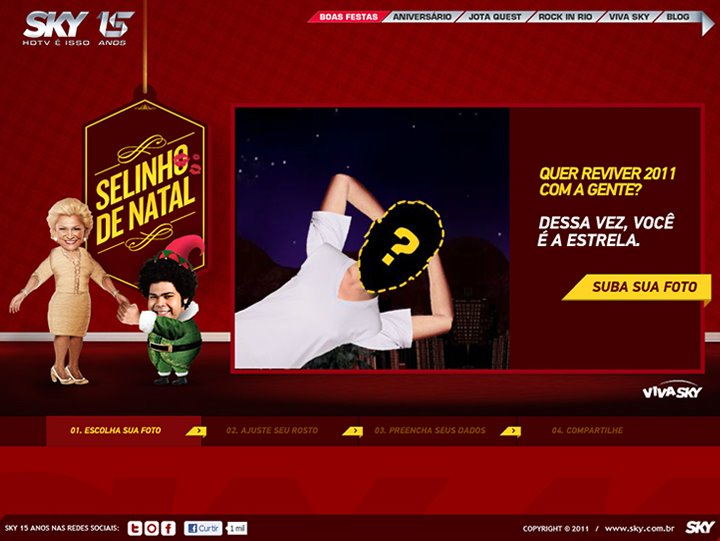 SKY 15
HDTV É ISSO ANOS
BOAS FESTAS
ANIVERSÁRIO
JOTA QUEST
ROCK IN RIO
VIVA SKY
BLOG
SELINHO
DE NATAL
?
QUER REVIVER 2011
COM A GENTE?
DESSA VEZ, VOCÊ
É A ESTRELA.
SUBA SUA FOTO
VIVASKY
01. ESCOLHA SUA FOTO
02. AJUSTE SEU ROSTO
03. PREENCHA SEUS DADOS
04. COMPARTILHE
SKY 15 ANOS NAS REDES SOCIAIS:
Curtir
1 mil
COPYRIGHT © 2011 / www.sky.com.br
SKY